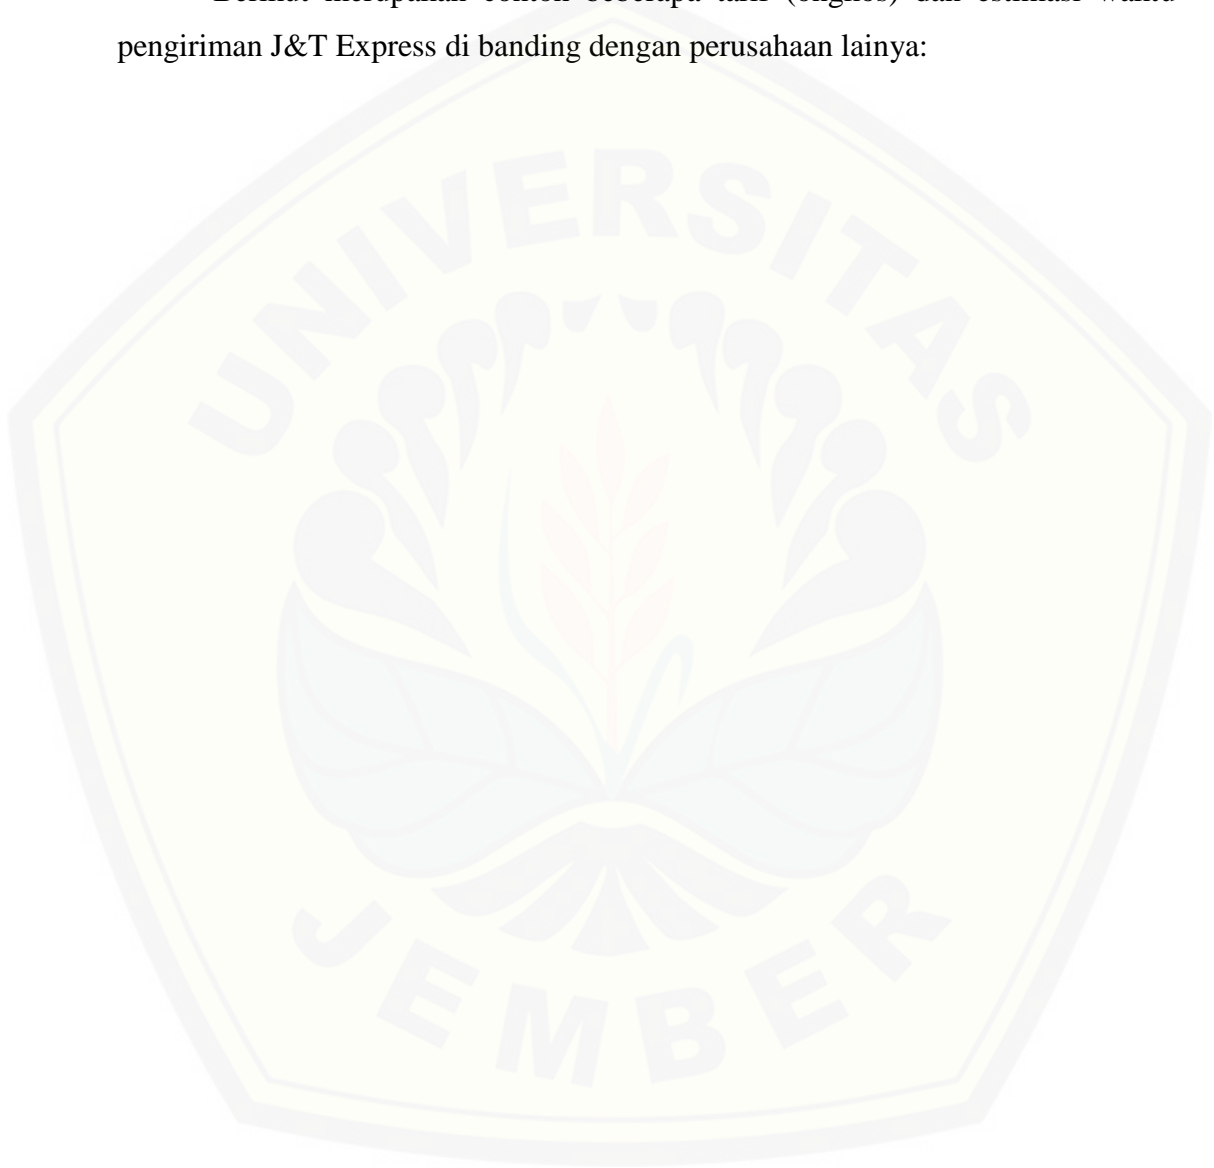 Berikut merupakan contoh beberapa tarif (ongkos) dan estimasi waktu
pengiriman J&T Express di banding dengan perusahaan lainya:
UNIVERSITAS
JEMBER